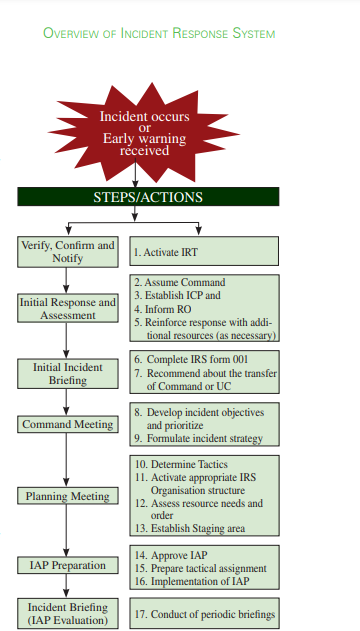 OVERVIEW OF INCIDENT RESPONSE SYSTEM
Incident occurs
or
Early warning
received
STEPS/ACTIONS
Verify, Confirm and
Notify
1. Activate IRT
Initial Response and
Assessment
2. Assume Command
3. Establish ICP and
4. Inform RO
5. Reinforce response with addi-
tional resources (as necessary)
Initial Incident
Briefing
6. Complete IRS form 001
7. Recommend about the transfer
of Command or UC
Command Meeting
8. Develop incident objectives
and prioritize
9. Formulate incident strategy
Planning Meeting
10. Determine Tactics
11. Activate appropriate IRS
Organisation structure
12. Assess resource needs and
order
13. Establish Staging area
IAP Preparation
14. Approve IAP
15. Prepare tactical assignment
16. Implementation of IAP
Incident Briefing
(IAP Evaluation)
17. Conduct of periodic briefings